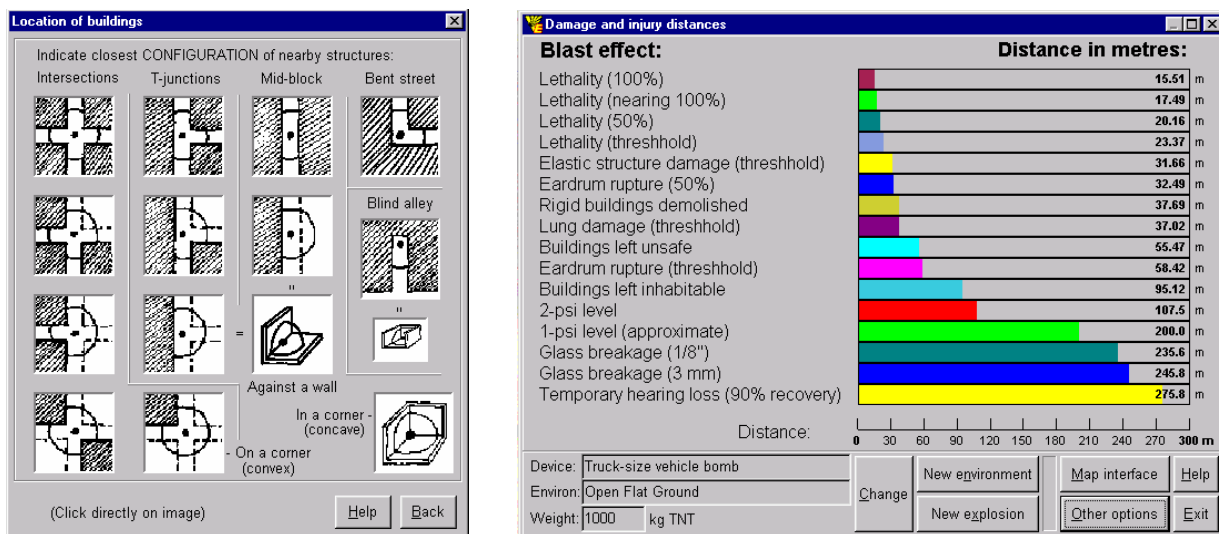 Location of buildings
Indicate closest CONFIGURATION of nearby structures:
Intersections T-junctions Mid-block Bent street
Blind alley
"
"
=
Against a wall
In a corner -
(concave)
- On a corner
(convex)
(Click directly on image)
Help Back
Damage and injury distances
Blast effect: Distance in metres:
Lethality (100%) 15.51 m
Lethality (nearing 100%) 17.49 m
Lethality (50%) 20.16 m
Lethality (threshhold) 23.37 m
Elastic structure damage (threshhold) 31.66 m
Eardrum rupture (50%) 32.49 m
Rigid buildings demolished 37.69 m
Lung damage (threshhold) 37.02 m
Buildings left unsafe 55.47 m
Eardrum rupture (threshhold) 58.42 m
Buildings left inhabitable 95.12 m
2-psi level 107.5 m
1-psi level (approximate) 200.0 m
Glass breakage (1/8") 235.6 m
Glass breakage (3 mm) 245.8 m
Temporary hearing loss (90% recovery) 275.8 m
Distance: 0 30 60 90 120 150 180 210 240 270 300 m
Device: Truck-size vehicle bomb
Environ: Open Flat Ground
Weight: 1000 kg TNT
Change
New environment
New explosion
Map interface
Help
Other options
Exit